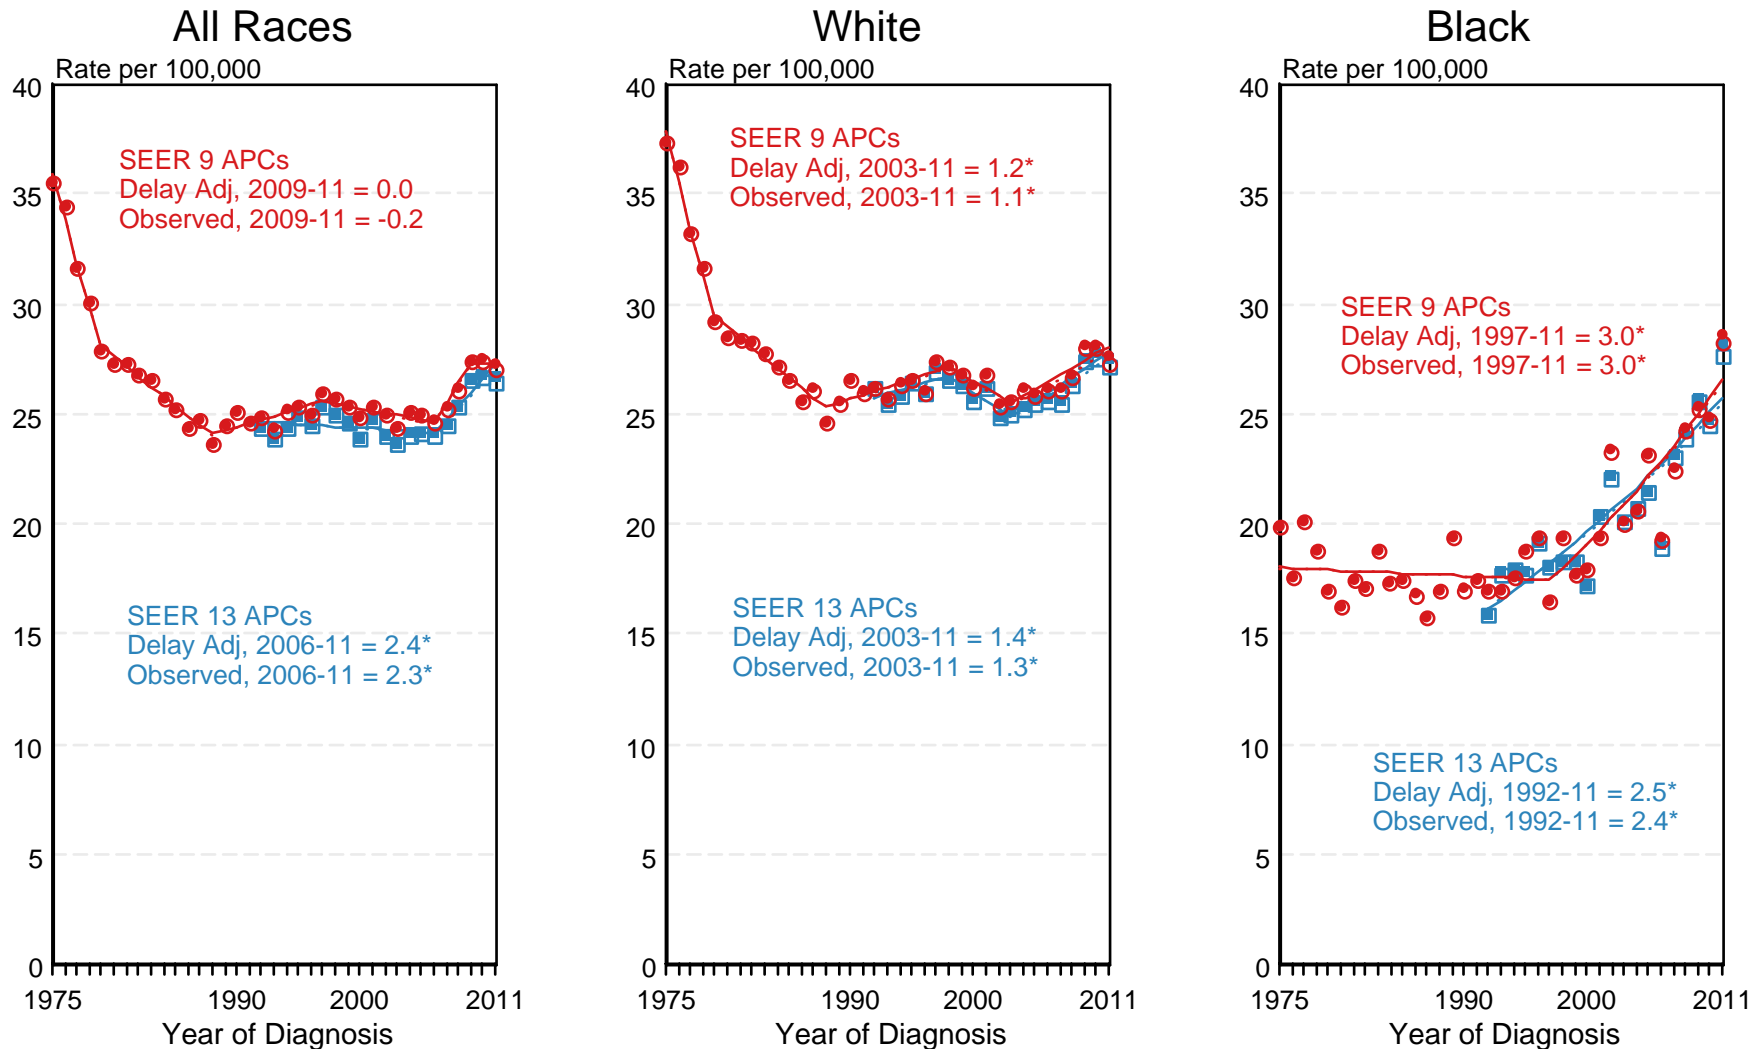 All Races
Rate per 100,000
40
35
30
25
20
15
10
5
0
SEER 9 APCs
Delay Adj, 2009-11 = 0.0
Observed, 2009-11 = -0.2
SEER 13 APCs
Delay Adj, 2006-11 = 2.4*
Observed, 2006-11 = 2.3*
1975 1990 2000 2011
Year of Diagnosis
White
Rate per 100,000
40
35
30
25
20
15
10
5
0
SEER 9 APCs
Delay Adj, 2003-11 = 1.2*
Observed, 2003-11 = 1.1*
SEER 13 APCs
Delay Adj, 2003-11 = 1.4*
Observed, 2003-11 = 1.3*
1975 1990 2000 2011
Year of Diagnosis
Black
Rate per 100,000
40
35
30
25
20
15
10
5
0
SEER 9 APCs
Delay Adj, 1997-11 = 3.0*
Observed, 1997-11 = 3.0*
SEER 13 APCs
Delay Adj, 1992-11 = 2.5*
Observed, 1992-11 = 2.4*
1975 1990 2000 2011
Year of Diagnosis